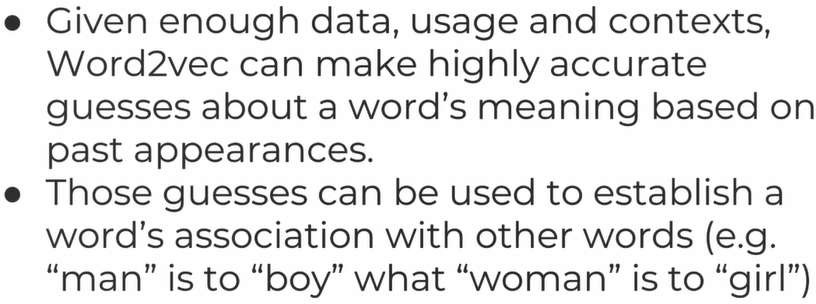 ● Given enough data, usage and contexts,
Word2vec can make highly accurate
guesses about a word’s meaning based on
past appearances.
● Those guesses can be used to establish a
word’s association with other words (e.g.
“man” is to “boy” what “woman” is to “girl”)